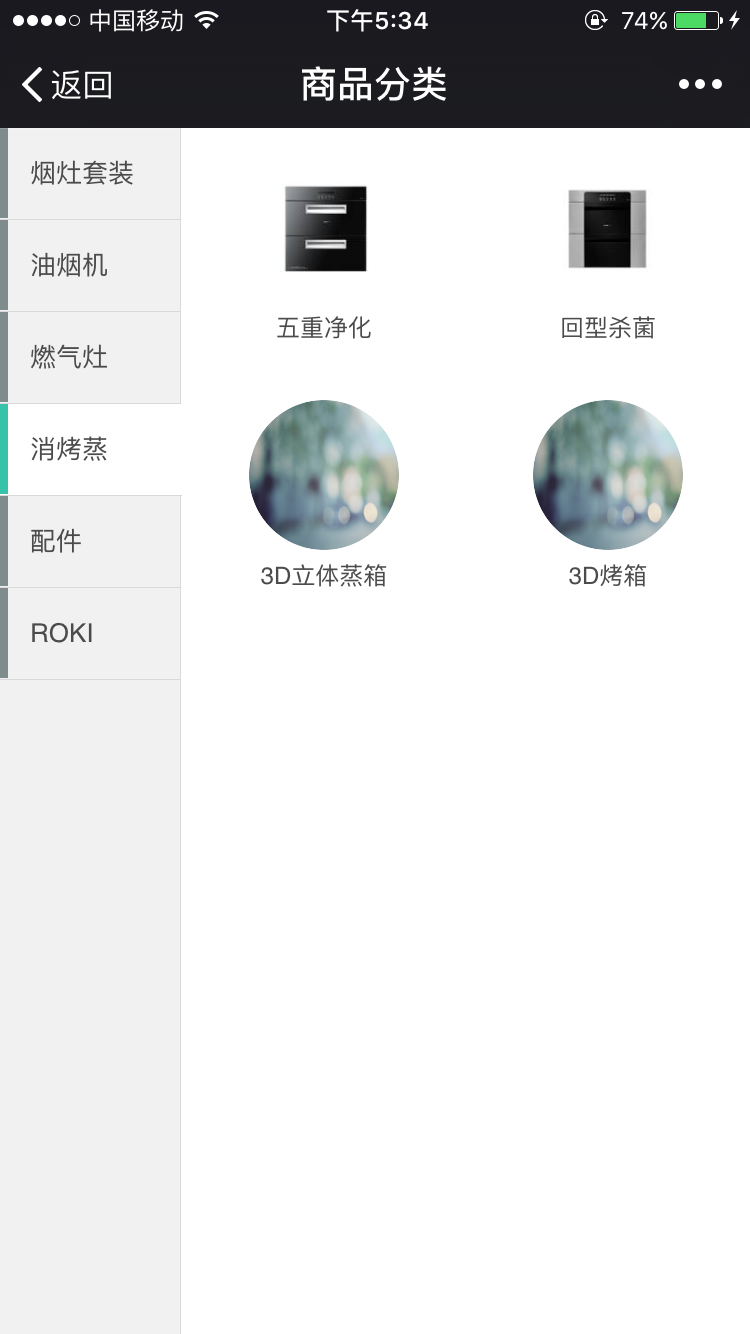 中国移动 下午5:34 74%
返回 商品分类
烟灶套装
油烟机
燃气灶
消烤蒸
配件
ROKI
五重净化 回型杀菌
3D立体蒸箱 3D烤箱